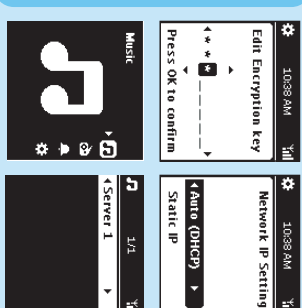 Music
10:38 AM
Edit Encryption key
* * *
Press OK to confirm
1/1
Server 1
10:38 AM
Network IP Setting
Auto (DHCP)
Static IP